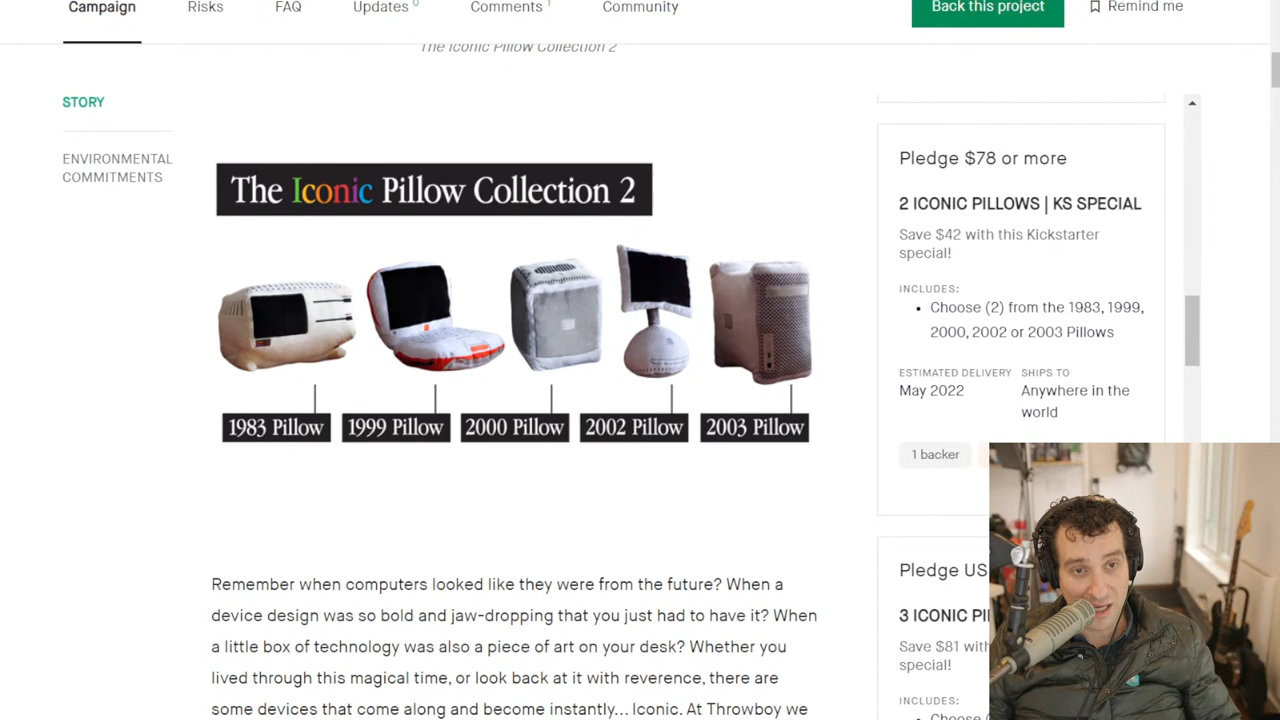 Campaign
Risks
FAQ
Updates 0
Comments 1
Community
Back this project
Remind me
The Iconic Pillow Collection 2
STORY
ENVIRONMENTAL
COMMITMENTS
The Iconic Pillow Collection 2
1983 Pillow
1999 Pillow
2000 Pillow
2002 Pillow
2003 Pillow
Remember when computers looked like they were from the future? When a
device design was so bold and jaw-dropping that you just had to have it? When
a little box of technology was also a piece of art on your desk? Whether you
lived through this magical time, or look back at it with reverence, there are
some devices that come along and become instantly... Iconic. At Throwboy we
Pledge $78 or more
2 ICONIC PILLOWS | KS SPECIAL
Save $42 with this Kickstarter
special!
INCLUDES:
• Choose (2) from the 1983, 1999,
2000, 2002 or 2003 Pillows
ESTIMATED DELIVERY
May 2022
SHIPS TO
Anywhere in the
world
1 backer
Pledge US
3 ICONIC
Save $81 with
special!
INCLUDES: